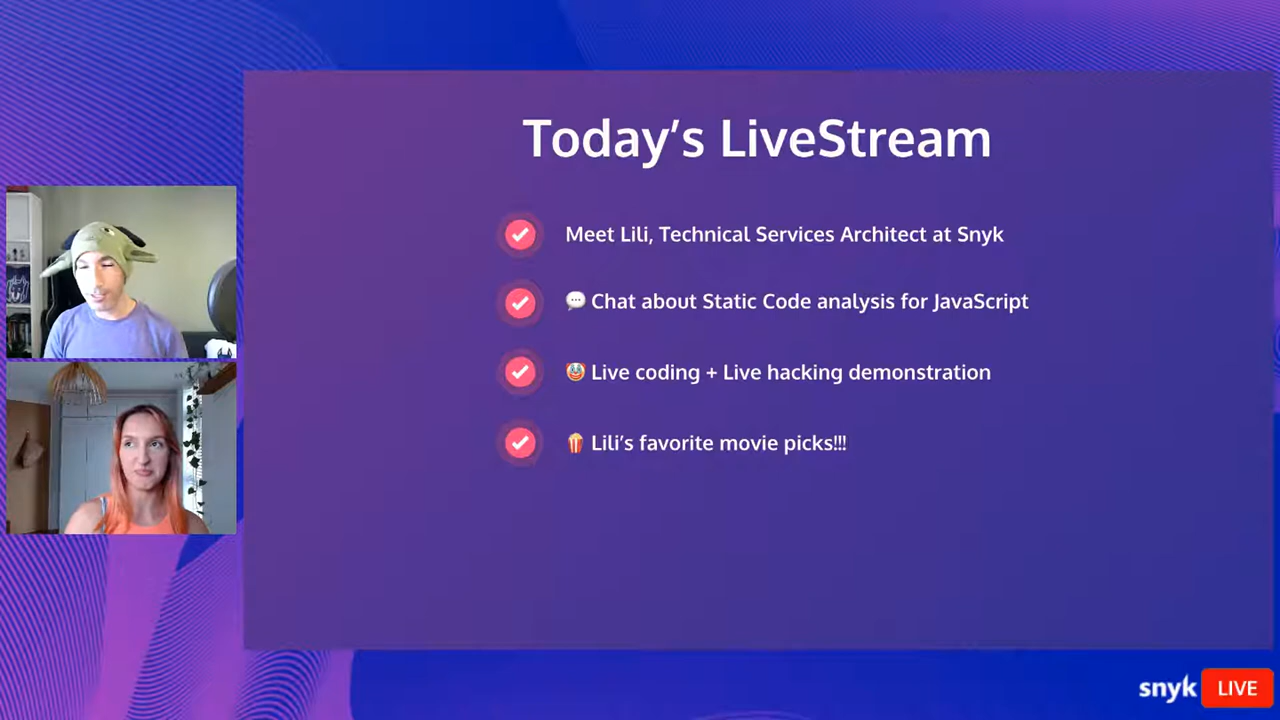 Today’s LiveStream
Meet Lili, Technical Services Architect at Snyk
💬 Chat about Static Code analysis for JavaScript
🤡 Live coding + Live hacking demonstration
🍿 Lili’s favorite movie picks!!!
snyk LIVE